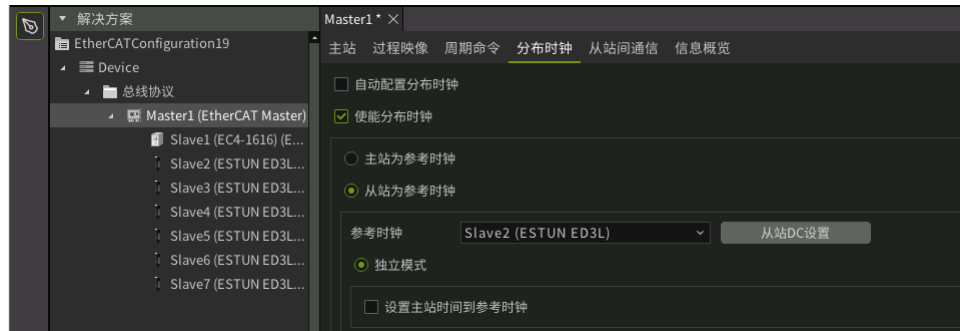 解决方案
EtherCATConfiguration19
Device
总线协议
Master1 (EtherCAT Master)
Slave1 (EC4-1616) (E...
Slave2 (ESTUN ED3L...
Slave3 (ESTUN ED3L...
Slave4 (ESTUN ED3L...
Slave5 (ESTUN ED3L...
Slave6 (ESTUN ED3L...
Slave7 (ESTUN ED3L...
Master1 *
主站 过程映像 周期命令 分布时钟 从站间通信 信息概览
自动配置分布时钟
使能分布时钟
主站为参考时钟
从站为参考时钟
参考时钟 Slave2 (ESTUN ED3L) 从站DC设置
独立模式
设置主站时间到参考时钟